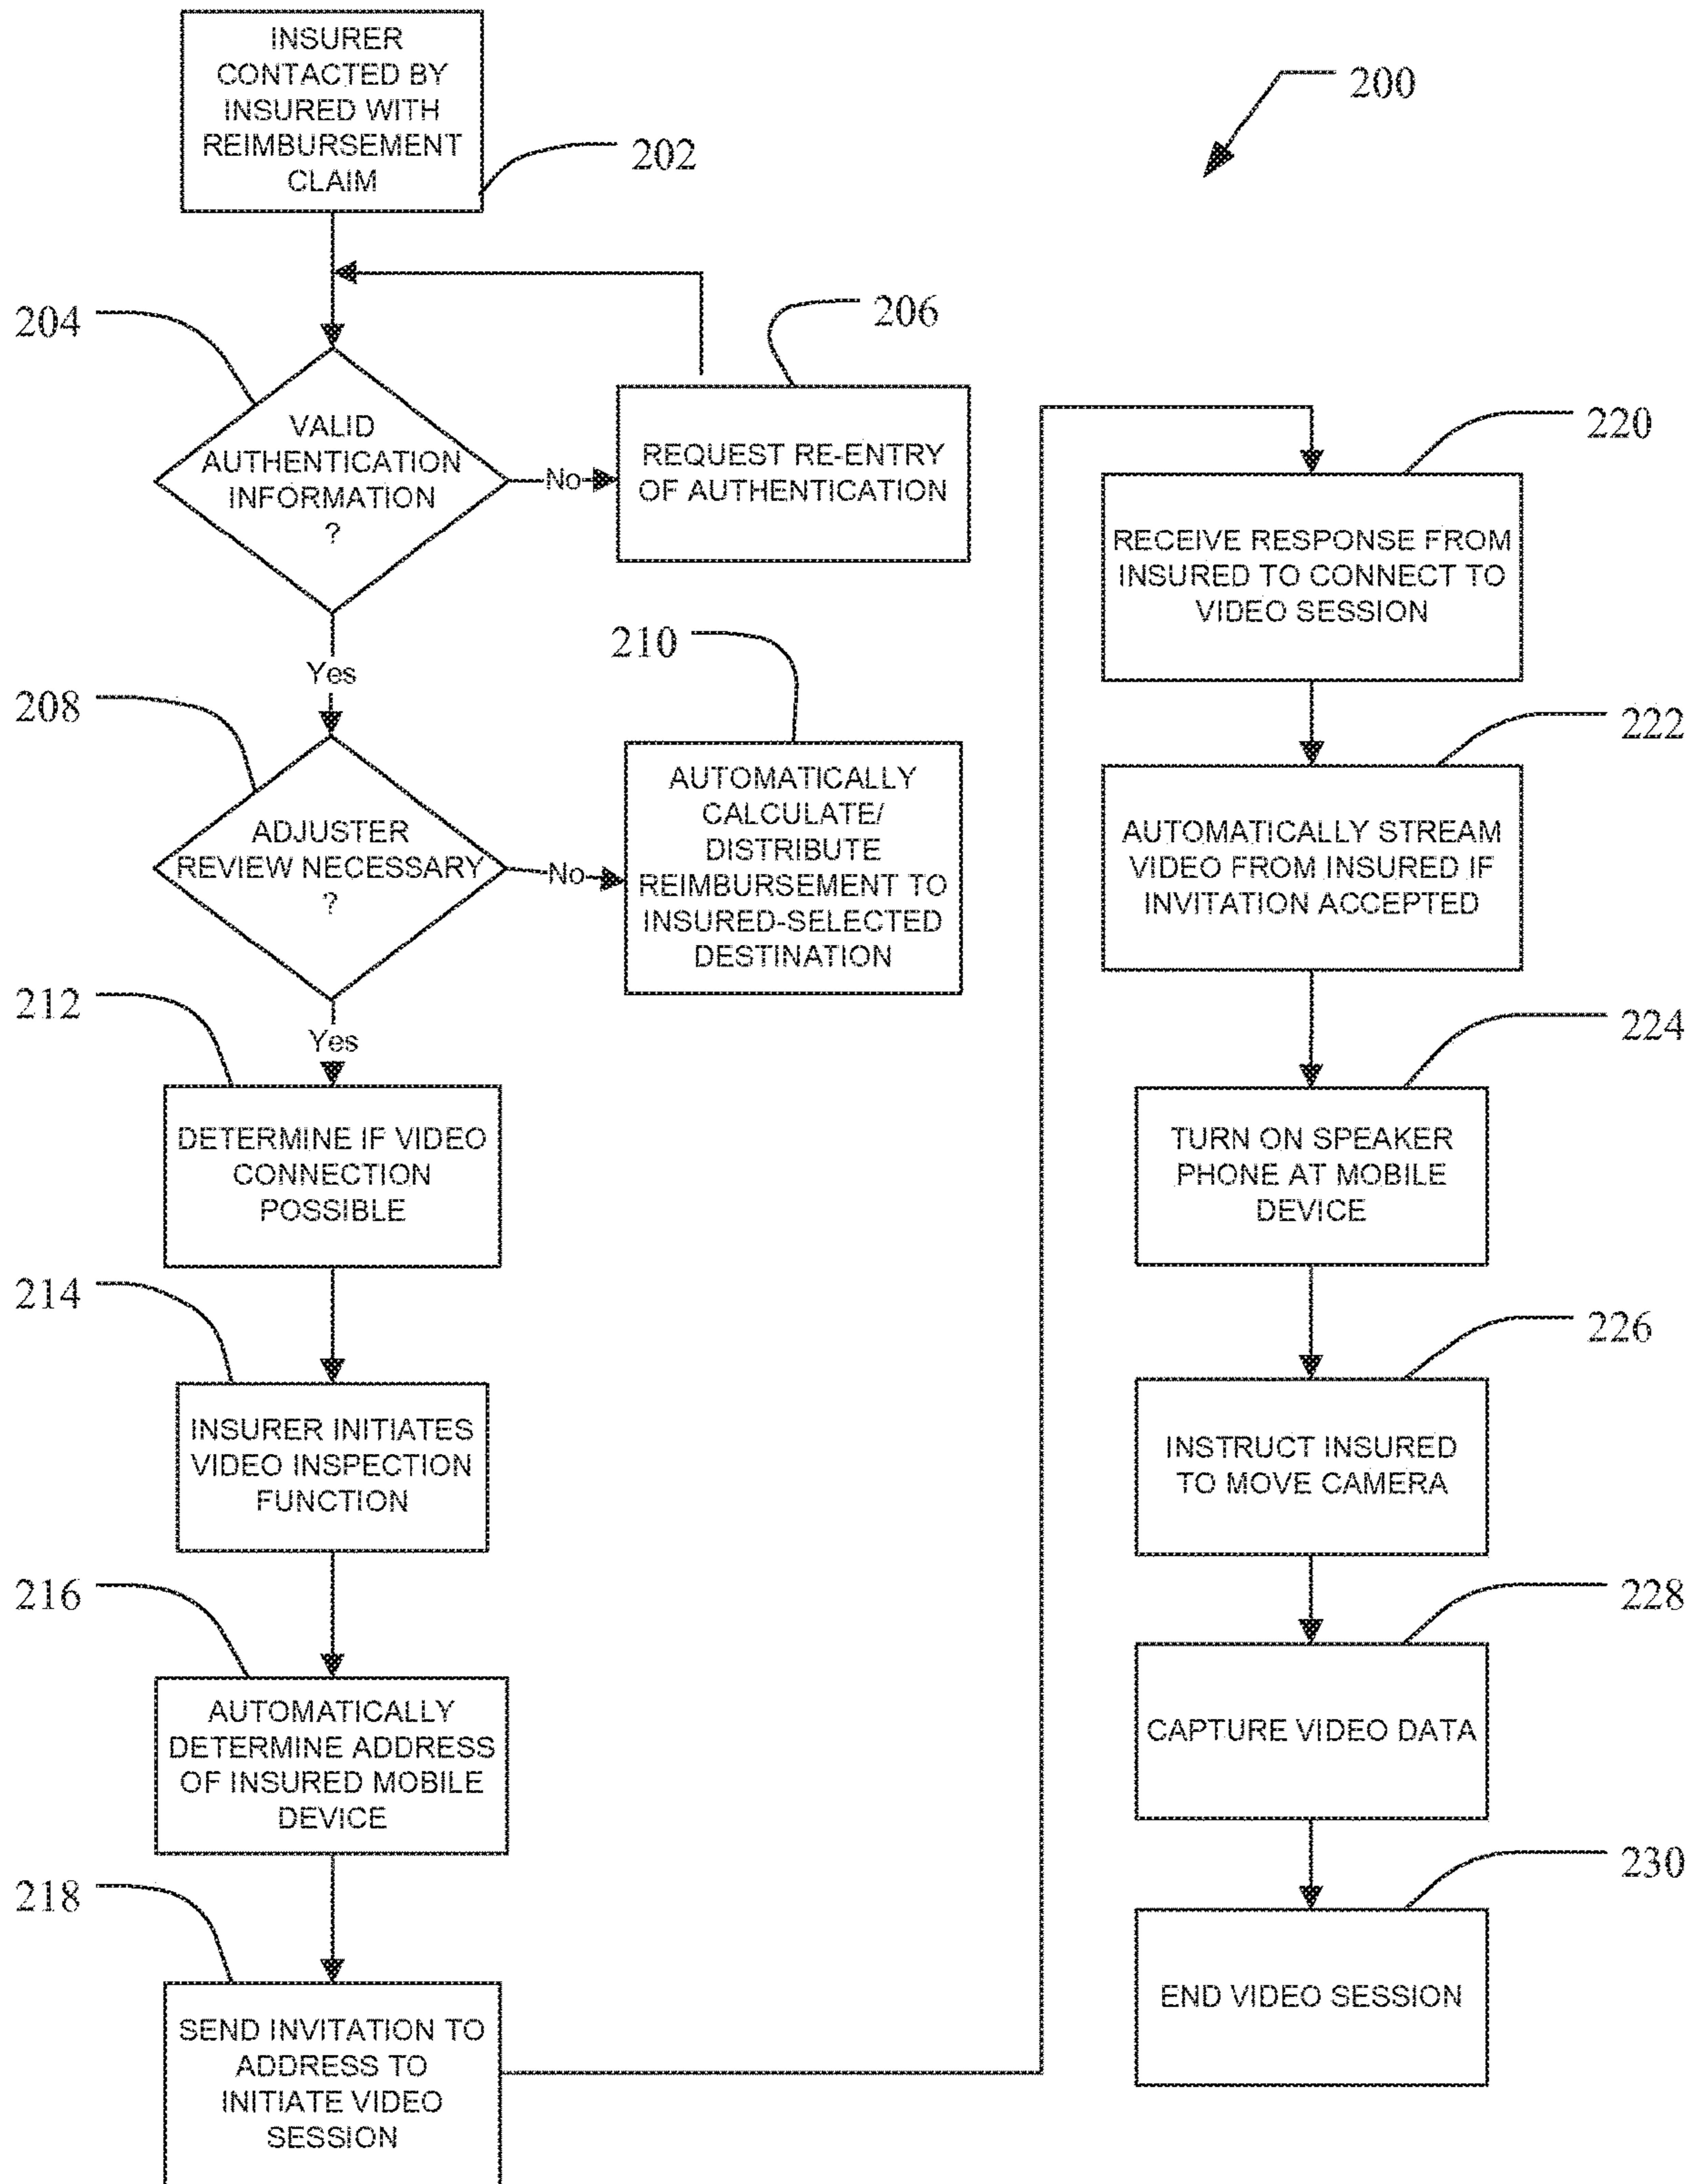 INSURER
CONTACTED BY
INSURED WITH
REIMBURSEMENT
CLAIM
202
200
204
VALID
AUTHENTICATION
INFORMATION
?
No
206
REQUEST RE-ENTRY
OF AUTHENTICATION
Yes
208
ADJUSTER
REVIEW NECESSARY
?
No
210
AUTOMATICALLY
CALCULATE/
DISTRIBUTE
REIMBURSEMENT TO
INSURED-SELECTED
DESTINATION
Yes
212
DETERMINE IF VIDEO
CONNECTION
POSSIBLE
214
INSURER INITIATES
VIDEO INSPECTION
FUNCTION
216
AUTOMATICALLY
DETERMINE ADDRESS
OF INSURED MOBILE
DEVICE
218
SEND INVITATION TO
ADDRESS TO
INITIATE VIDEO
SESSION
220
RECEIVE RESPONSE FROM
INSURED TO CONNECT TO
VIDEO SESSION
222
AUTOMATICALLY STREAM
VIDEO FROM INSURED IF
INVITATION ACCEPTED
224
TURN ON SPEAKER
PHONE AT MOBILE
DEVICE
226
INSTRUCT INSURED
TO MOVE CAMERA
228
CAPTURE VIDEO DATA
230
END VIDEO SESSION